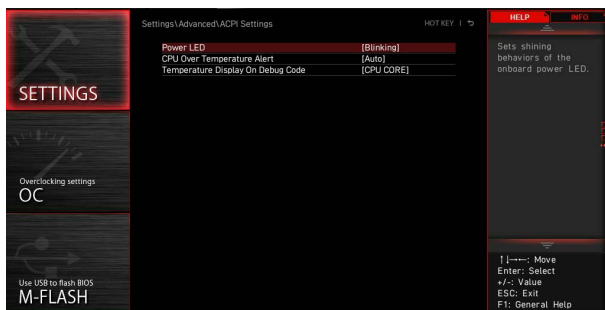 Settings\Advanced\ACPI Settings
HOT KEY |
HELP
INFO
Power LED [Blinking]
CPU Over Temperature Alert [Auto]
Temperature Display On Debug Code [CPU CORE]
Sets shining
behaviors of the
onboard power LED.
SETTINGS
Overclocking settings
OC
Use USB to flash BIOS
M-FLASH
↑↓→←: Move
Enter: Select
+/-: Value
ESC: Exit
F1: General Help